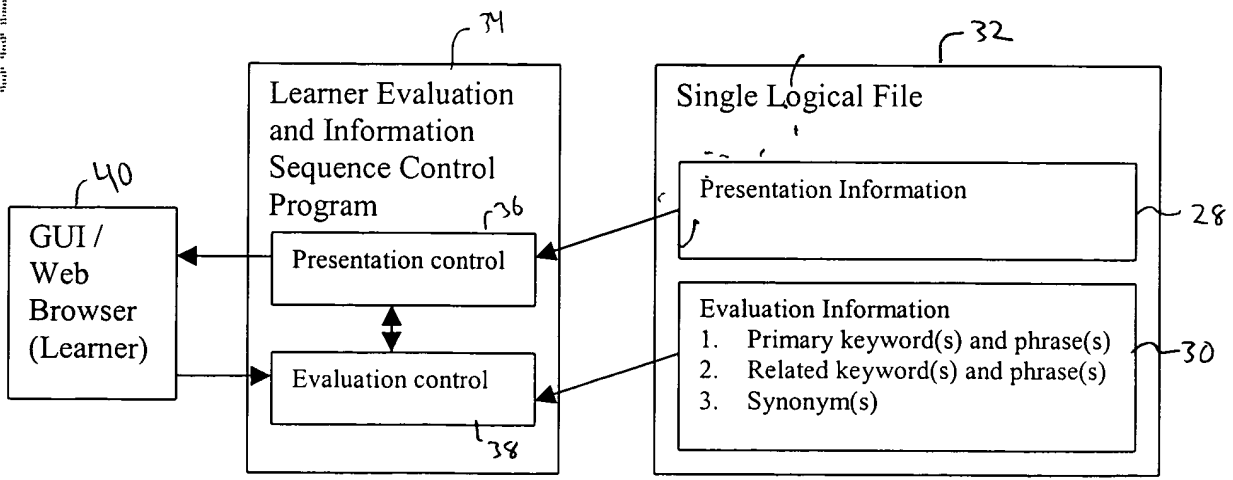 34
32
Learner Evaluation
and Information
Sequence Control
Program
Single Logical File
40
36
Presentation Information
28
GUI /
Web
Browser
(Learner)
Presentation control
Evaluation Information
1. Primary keyword(s) and phrase(s)
2. Related keyword(s) and phrase(s)
3. Synonym(s)
30
Evaluation control
38